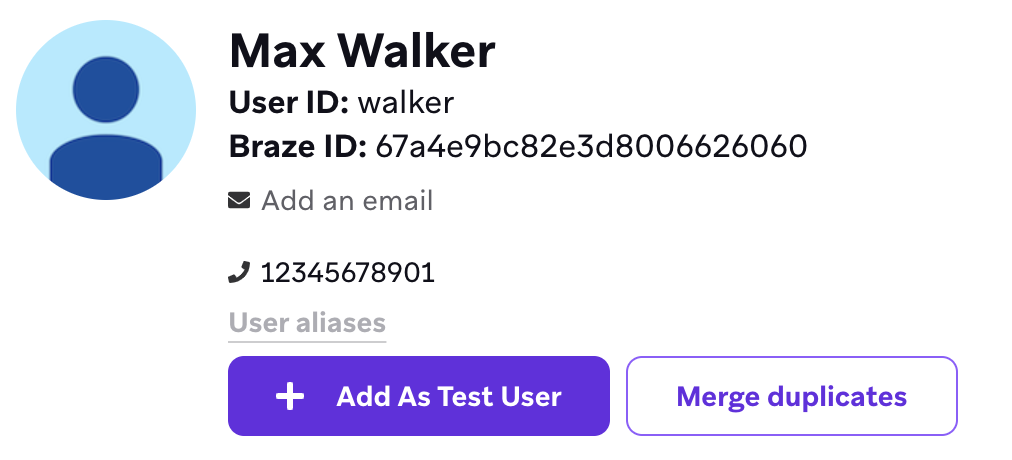 Max Walker
User ID: walker
Braze ID: 67a4e9bc82e3d8006626060
Add an email
12345678901
User aliases
Add As Test User
Merge duplicates